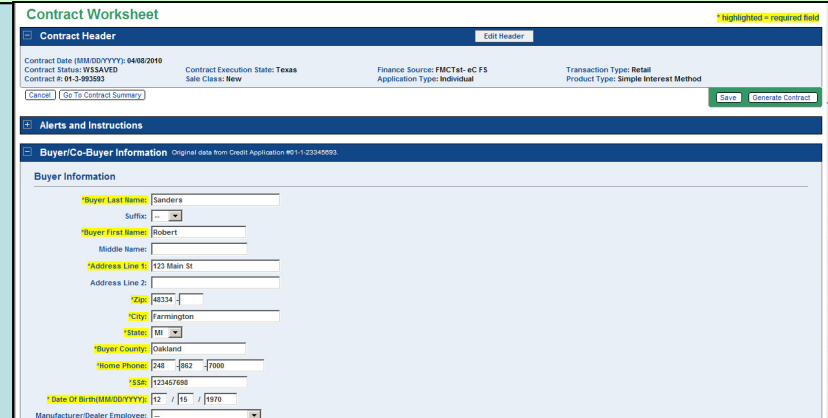 Contract Worksheet
* highlighted = required field
Contract Header
Edit Header
Contract Date (MM/DD/YYYY): 04/08/2010
Contract Status: WSSAVED Contract Execution State: Texas Finance Source: FMCTst- eC FS Transaction Type: Retail
Contract #: 01-3-993593 Sale Class: New Application Type: Individual Product Type: Simple Interest Method
Cancel Go To Contract Summary Save Generate Contract
Alerts and Instructions
Buyer/Co-Buyer Information Original data from Credit Application #01-1-23345693.
Buyer Information
*Buyer Last Name: Sanders
Suffix: --
*Buyer First Name: Robert
Middle Name:
*Address Line 1: 123 Main St
Address Line 2:
*Zip: 48334 -
*City: Farmington
*State: MI
*Buyer County: Oakland
*Home Phone: 248 -862 -7000
*SS#: 123457698
* Date Of Birth(MM/DD/YYYY): 12 / 15 / 1970
Manufacturer/Dealer Employee: --